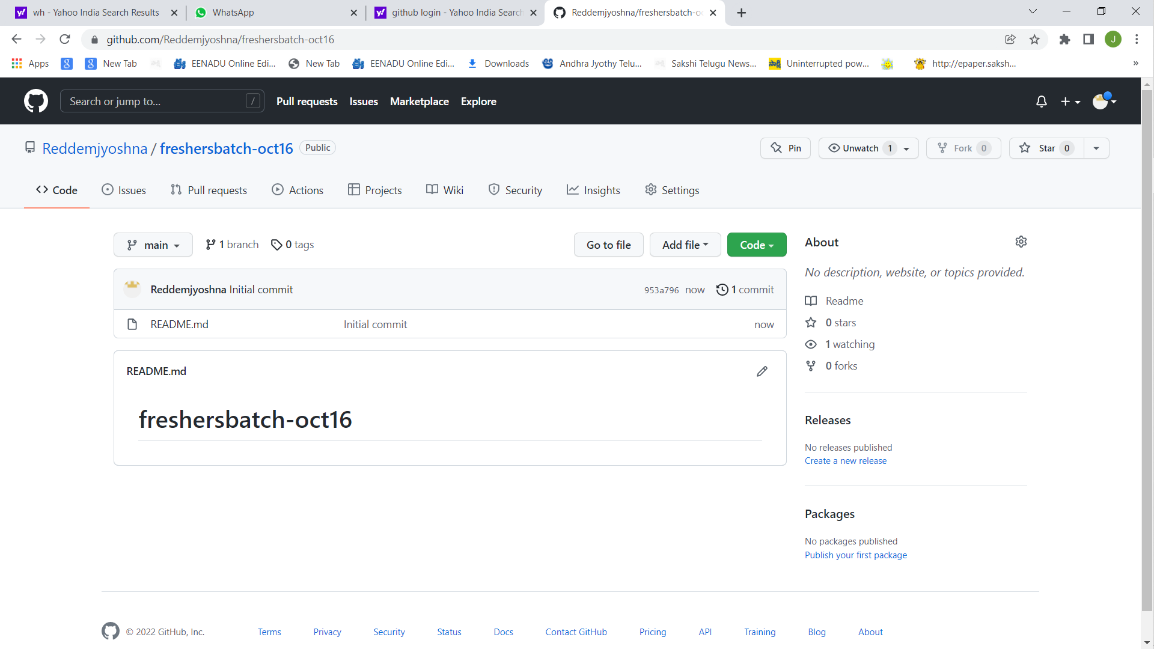 wh - Yahoo India Search Results
WhatsApp
github login - Yahoo India Search
Reddemjyoshna/freshersbatch-o
github.com/Reddemjyoshna/freshersbatch-oct16
J
Apps
New Tab
EENADU Online Edi...
New Tab
EENADU Online Edi...
Downloads
Andhra Jyothy Telu...
Sakshi Telugu News...
Uninterrupted pow...
http://epaper.saksh...
»
Search or jump to...
/
Pull requests
Issues
Marketplace
Explore
Reddemjyoshna / freshersbatch-oct16
Public
Pin
Unwatch 1
Fork 0
Star 0
Code
Issues
Pull requests
Actions
Projects
Wiki
Security
Insights
Settings
main
1 branch
0 tags
Go to file
Add file
Code
Reddemjyoshna Initial commit
953a796 now
1 commit
README.md
Initial commit
now
README.md
freshersbatch-oct16
About
No description, website, or topics provided.
Readme
0 stars
1 watching
0 forks
Releases
No releases published
Create a new release
Packages
No packages published
Publish your first package
© 2022 GitHub, Inc.
Terms
Privacy
Security
Status
Docs
Contact GitHub
Pricing
API
Training
Blog
About